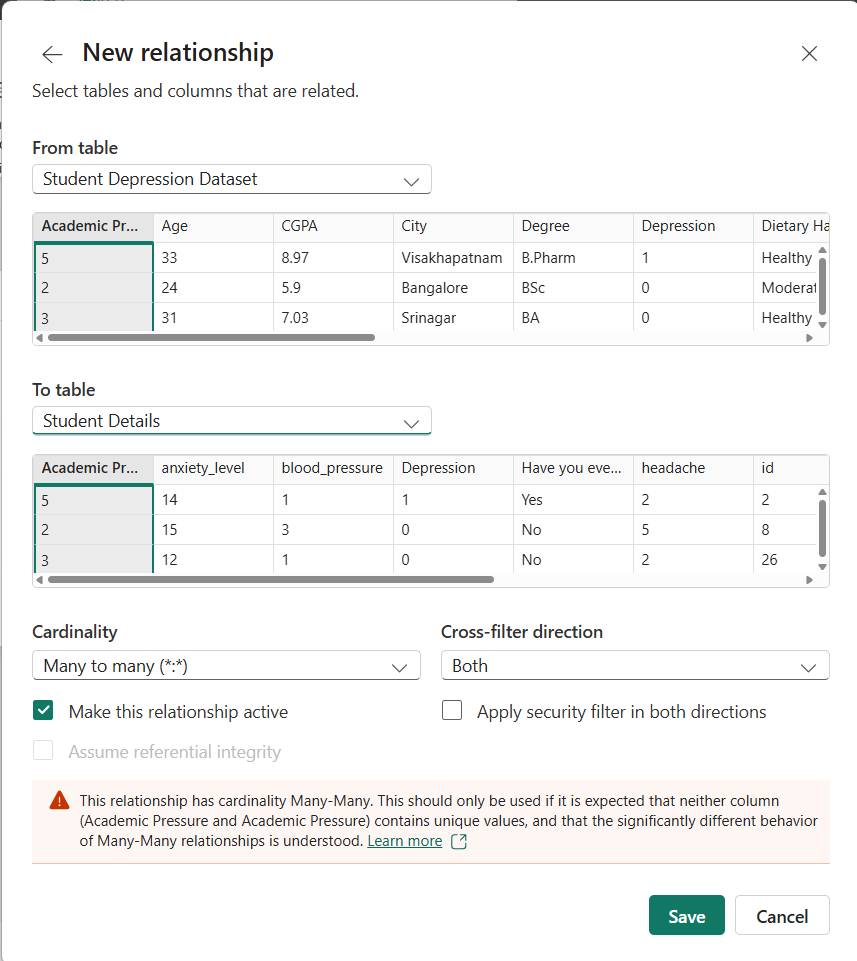 New relationship
Select tables and columns that are related.
From table
Student Depression Dataset
Academic Pr... Age CGPA City Degree Depression Dietary Ha
5 33 8.97 Visakhapatnam B.Pharm 1 Healthy
2 24 5.9 Bangalore BSc 0 Moderat
3 31 7.03 Srinagar BA 0 Healthy
To table
Student Details
Academic Pr... anxiety_level blood_pressure Depression Have you eve... headache id
5 14 1 1 Yes 2 2
2 15 3 0 No 5 8
3 12 1 0 No 2 26
Cardinality Cross-filter direction
Many to many (*:*) Both
Make this relationship active Apply security filter in both directions
Assume referential integrity
This relationship has cardinality Many-Many. This should only be used if it is expected that neither column
(Academic Pressure and Academic Pressure) contains unique values, and that the significantly different behavior
of Many-Many relationships is understood. Learn more
Save Cancel